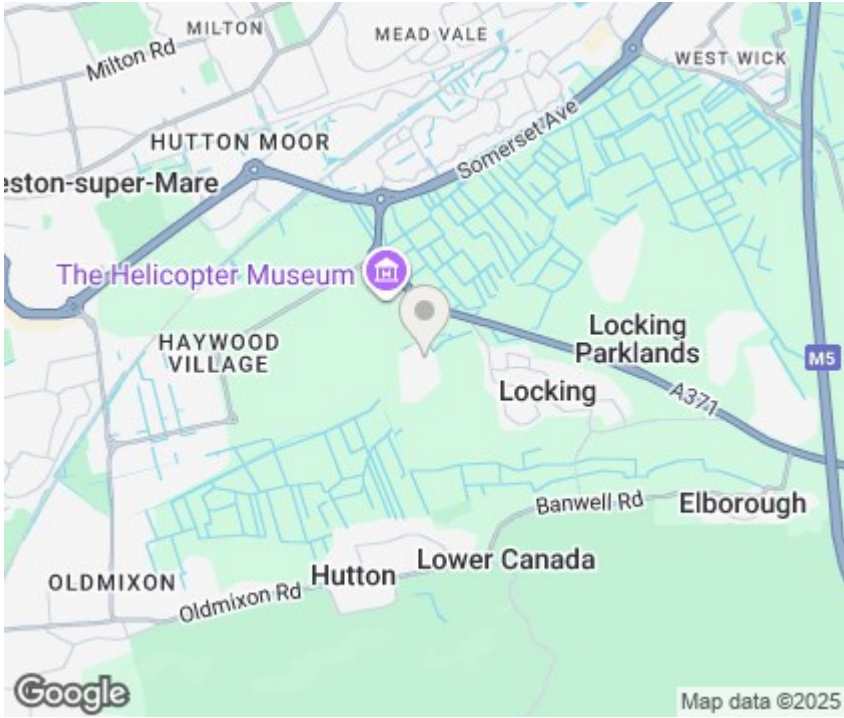 MILTON
MEAD VALE
Milton Rd
WEST WICK
HUTTON MOOR
Somerset Ave
eston-super-Mare
The Helicopter Museum
H
HAYWOOD
VILLAGE
Locking
Parklands
M5
Locking
A371
Banwell Rd
Elborough
Lower Canada
OLDMIXON
Hutton
Oldmixon Rd
Google
Map data ©2025